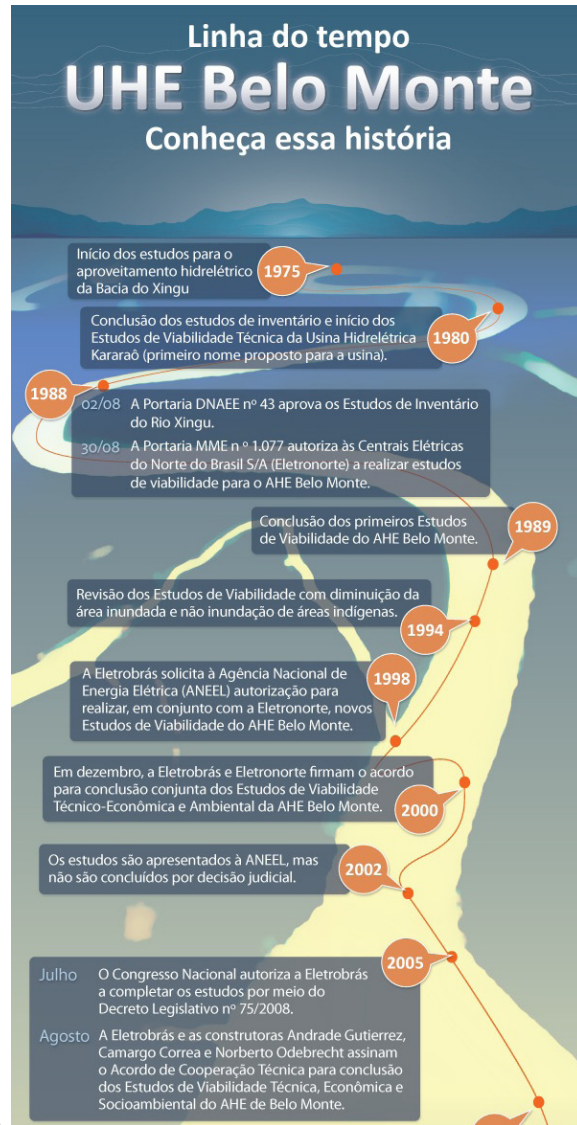 Linha do tempo
UHE Belo Monte
Conheça essa história
Início dos estudos para o
aproveitamento hidrelétrico
da Bacia do Xingu
1975
Conclusão dos estudos de inventário e início dos
Estudos de Viabilidade Técnica da Usina Hidrelétrica
Kararaô (primeiro nome proposto para a usina).
1980
1988
02/08 A Portaria DNAEE nº 43 aprova os Estudos de Inventário
do Rio Xingu.
30/08 A Portaria MME n º 1.077 autoriza às Centrais Elétricas
do Norte do Brasil S/A (Eletronorte) a realizar estudos
de viabilidade para o AHE Belo Monte.
Conclusão dos primeiros Estudos
de Viabilidade do AHE Belo Monte.
1989
Revisão dos Estudos de Viabilidade com diminuição da
área inundada e não inundação de áreas indígenas.
1994
A Eletrobrás solicita à Agência Nacional de
Energia Elétrica (ANEEL) autorização para
realizar, em conjunto com a Eletronorte, novos
Estudos de Viabilidade do AHE Belo Monte.
1998
Em dezembro, a Eletrobrás e Eletronorte firmam o acordo
para conclusão conjunta dos Estudos de Viabilidade
Técnico-Econômica e Ambiental da AHE Belo Monte.
2000
Os estudos são apresentados à ANEEL, mas
não são concluídos por decisão judicial.
2002
2005
Julho O Congresso Nacional autoriza a Eletrobrás
a completar os estudos por meio do
Decreto Legislativo nº 75/2008.
Agosto A Eletrobrás e as construtoras Andrade Gutierrez,
Camargo Correa e Norberto Odebrecht assinam
o Acordo de Cooperação Técnica para conclusão
dos Estudos de Viabilidade Técnica, Econômica e
Socioambiental do AHE de Belo Monte.